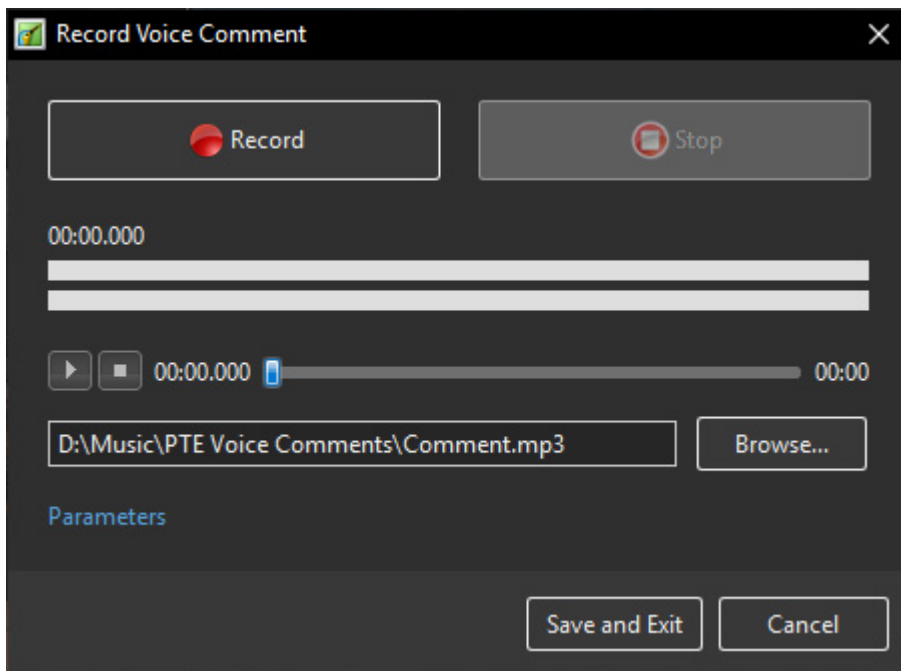 Record Voice Comment
Record
Stop
00:00.000
00:00.000
00:00
D:\Music\PTE Voice Comments\Comment.mp3
Browse...
Parameters
Save and Exit
Cancel